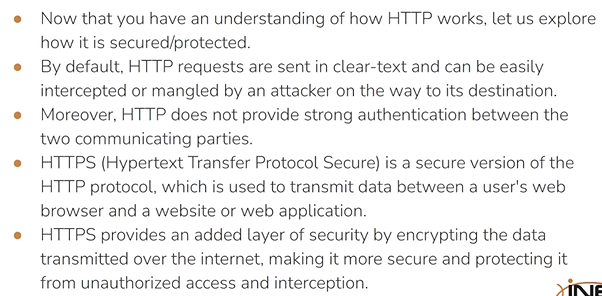 ● Now that you have an understanding of how HTTP works, let us explore
how it is secured/protected.
● By default, HTTP requests are sent in clear-text and can be easily
intercepted or mangled by an attacker on the way to its destination.
● Moreover, HTTP does not provide strong authentication between the
two communicating parties.
● HTTPS (Hypertext Transfer Protocol Secure) is a secure version of the
HTTP protocol, which is used to transmit data between a user's web
browser and a website or web application.
● HTTPS provides an added layer of security by encrypting the data
transmitted over the internet, making it more secure and protecting it
from unauthorized access and interception.